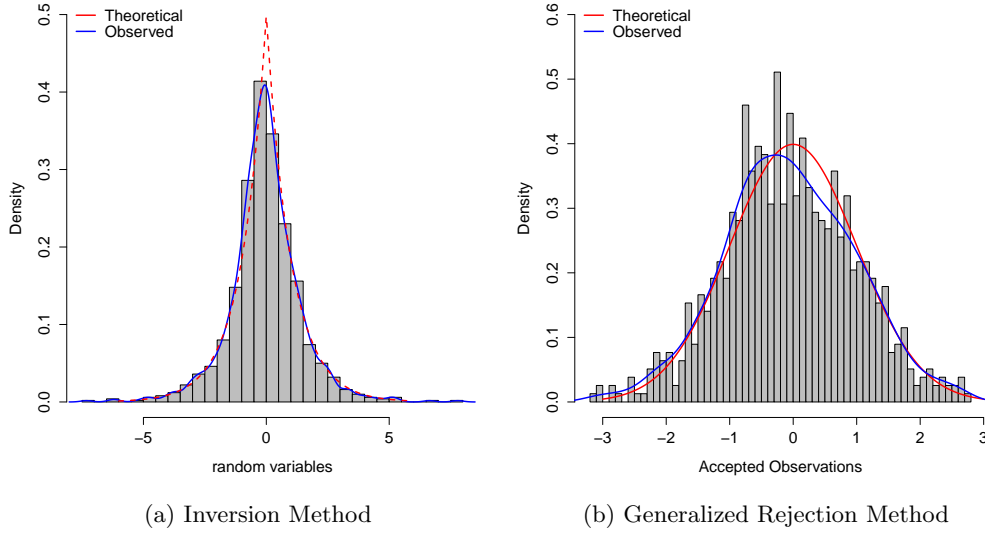 Theoretical
Observed
Density
0.0
0.1
0.2
0.3
0.4
0.5
−5
0
5
random variables
(a) Inversion Method
Theoretical
Observed
Density
0.0
0.1
0.2
0.3
0.4
0.5
0.6
−3
−2
−1
0
1
2
3
Accepted Observations
(b) Generalized Rejection Method